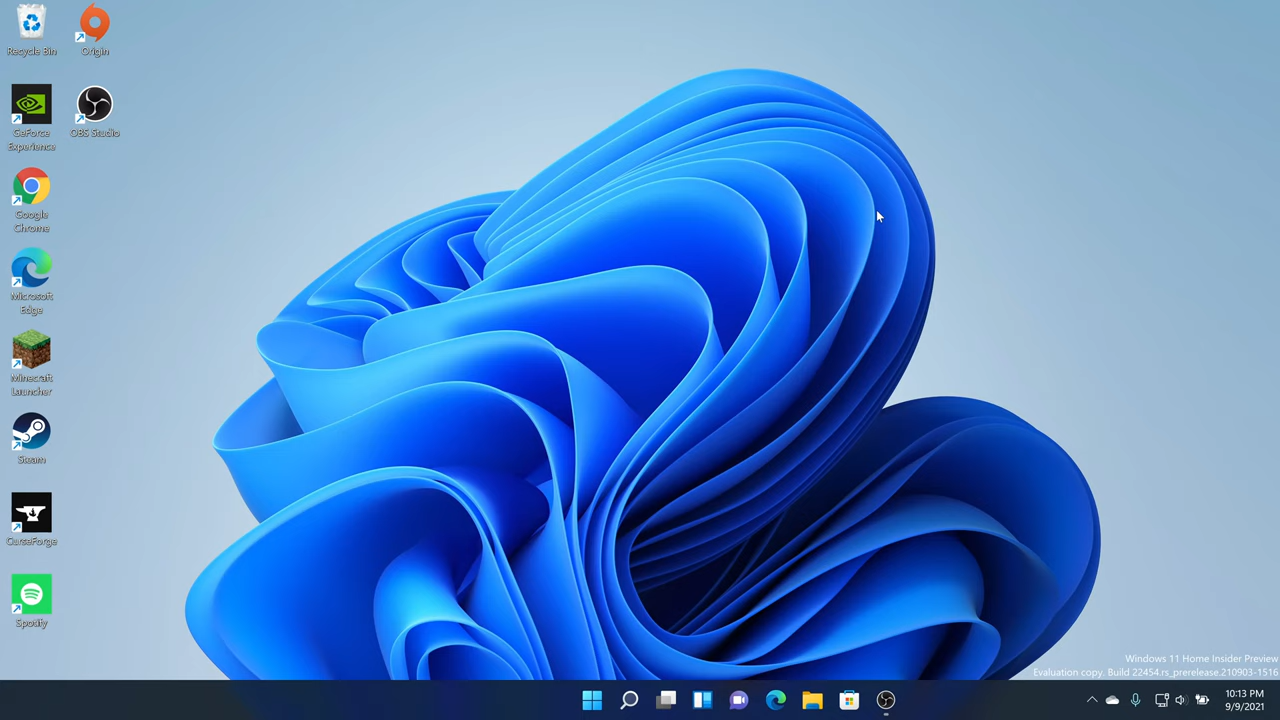 Recycle Bin
Origin
GeForce
Experience
OBS Studio
Google
Chrome
Microsoft
Edge
Minecraft
Launcher
Steam
CurseForge
Spotify
Windows 11 Home Insider Preview
Evaluation copy. Build 22454.rs_prerelease.210903-1516
10:13 PM
9/9/2021